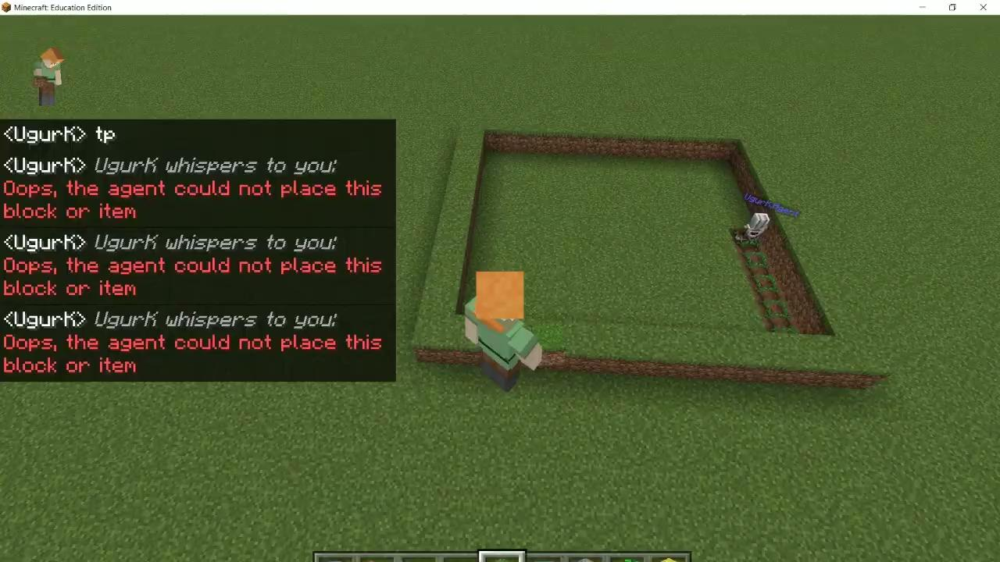 Minecraft: Education Edition
<UgurK> tp
<UgurK> UgurK whispers to you:
Oops, the agent could not place this
block or item
<UgurK> UgurK whispers to you:
Oops, the agent could not place this
block or item
<UgurK> UgurK whispers to you:
Oops, the agent could not place this
block or item
UgurK.Agent